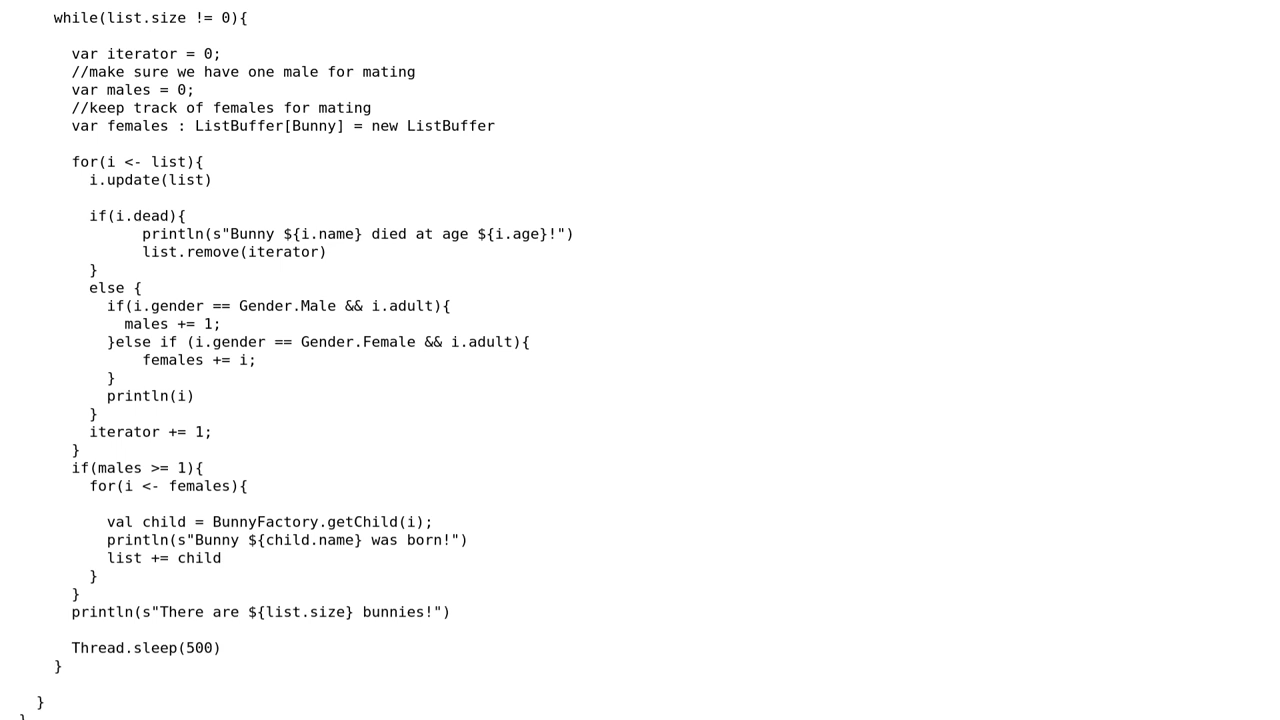 while(list.size != 0){
var iterator = 0;
//make sure we have one male for mating
var males = 0;
//keep track of females for mating
var females : ListBuffer[Bunny] = new ListBuffer
for(i <- list){
i.update(list)
if(i.dead){
println(s"Bunny ${i.name} died at age ${i.age}!")
list.remove(iterator)
}
else {
if(i.gender == Gender.Male && i.adult){
males += 1;
}else if (i.gender == Gender.Female && i.adult){
females += i;
}
println(i)
}
iterator += 1;
}
if(males >= 1){
for(i <- females){
val child = BunnyFactory.getChild(i);
println(s"Bunny ${child.name} was born!")
list += child
}
}
println(s"There are ${list.size} bunnies!")
Thread.sleep(500)
}
}
}